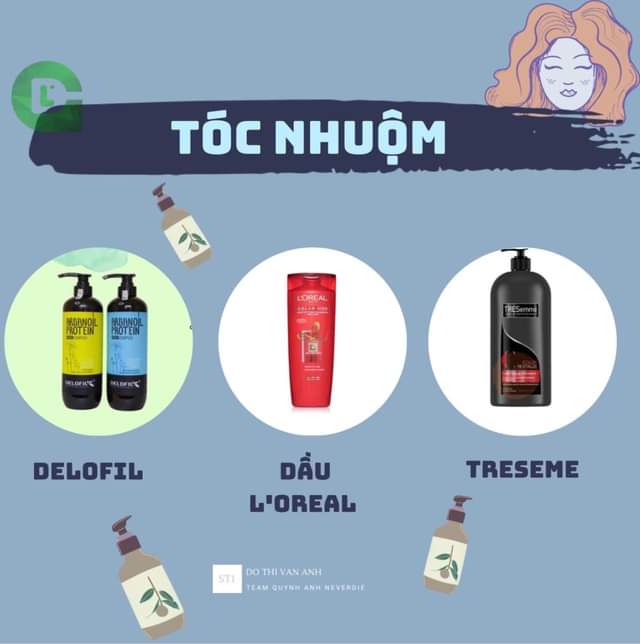 TÓC NHUỘM
ARGANOIL
PROTEIN
DELOFIL
ARGANOIL
PROTEIN
DELOFIL
L'OREAL
TRESemmé
DELOFIL
DẦU
L'OREAL
TRESEME
ST1
DO THI VAN ANH
TEAM QUYNH ANH NEVERDIE